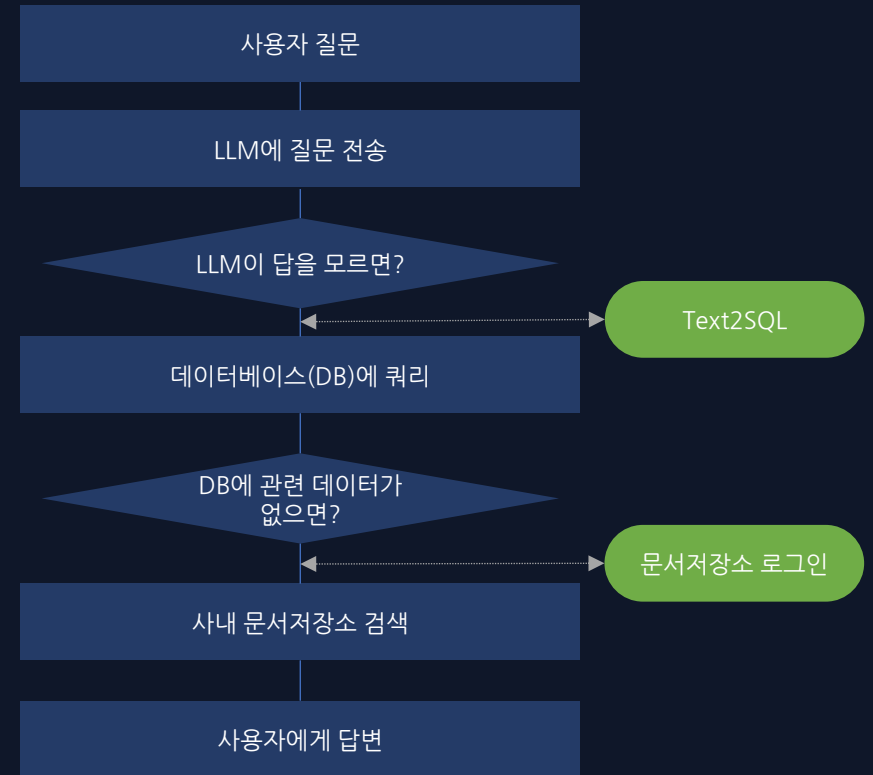 사용자 질문
LLM에 질문 전송
LLM이 답을 모르면?
Text2SQL
데이터베이스(DB)에 쿼리
DB에 관련 데이터가
없으면?
문서저장소 로그인
사내 문서저장소 검색
사용자에게 답변